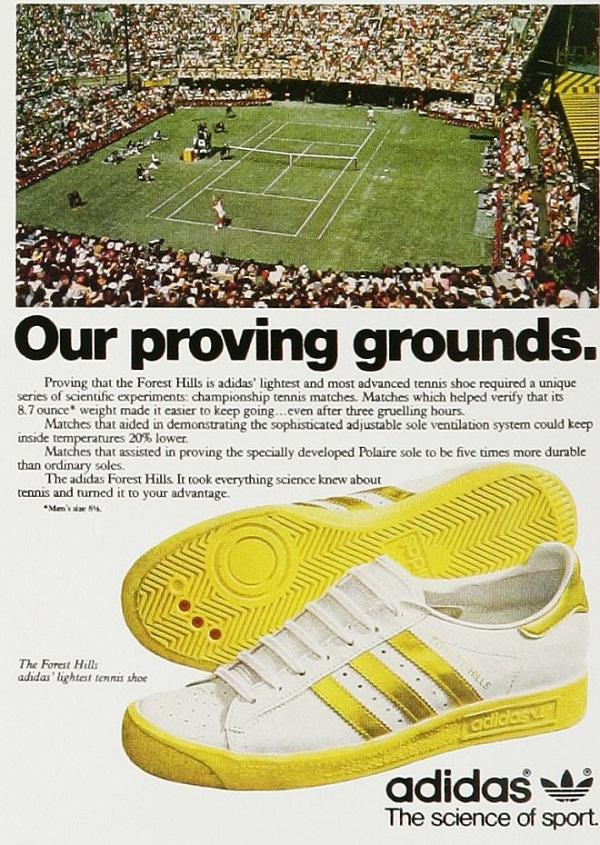 Our proving grounds.
Proving that the Forest Hills is adidas' lightest and most advanced tennis shoe required a unique
series of scientific experiments: championship tennis matches. Matches which helped verify that its
8.7 ounce* weight made it easier to keep going...even after three gruelling hours.
Matches that aided in demonstrating the sophisticated adjustable sole ventilation system could keep
inside temperatures 20% lower.
Matches that assisted in proving the specially developed Polaire sole to be five times more durable
than ordinary soles.
The adidas Forest Hills. It took everything science knew about
tennis and turned it to your advantage.
*Men's size 8½.
The Forest Hills
adidas' lightest tennis shoe
FOREST HILLS
adidas
adidas®
The science of sport.